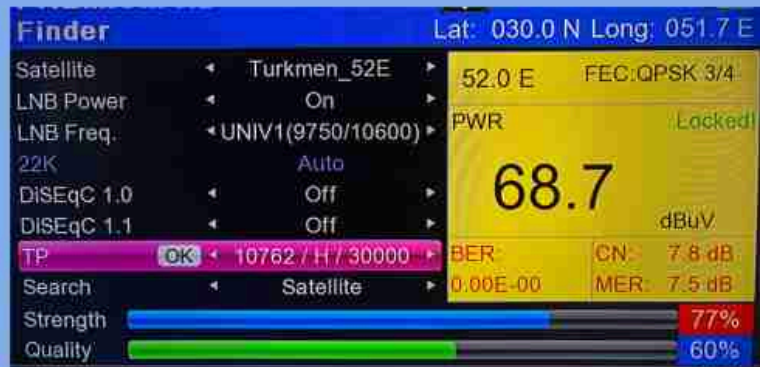 Finder
Lat: 030.0 N Long: 051.7 E
Satellite Turkmen_52E
LNB Power On
LNB Freq. UNIV1(9750/10600)
22K Auto
DiSEqC 1.0 Off
DiSEqC 1.1 Off
TP OK 10762 / H / 30000
Search Satellite
52.0 E FEC:QPSK 3/4
PWR Locked!
68.7
dBuV
BER: CN: 7.8 dB
0.00E-00 MER: 7.5 dB
Strength 77%
Quality 60%